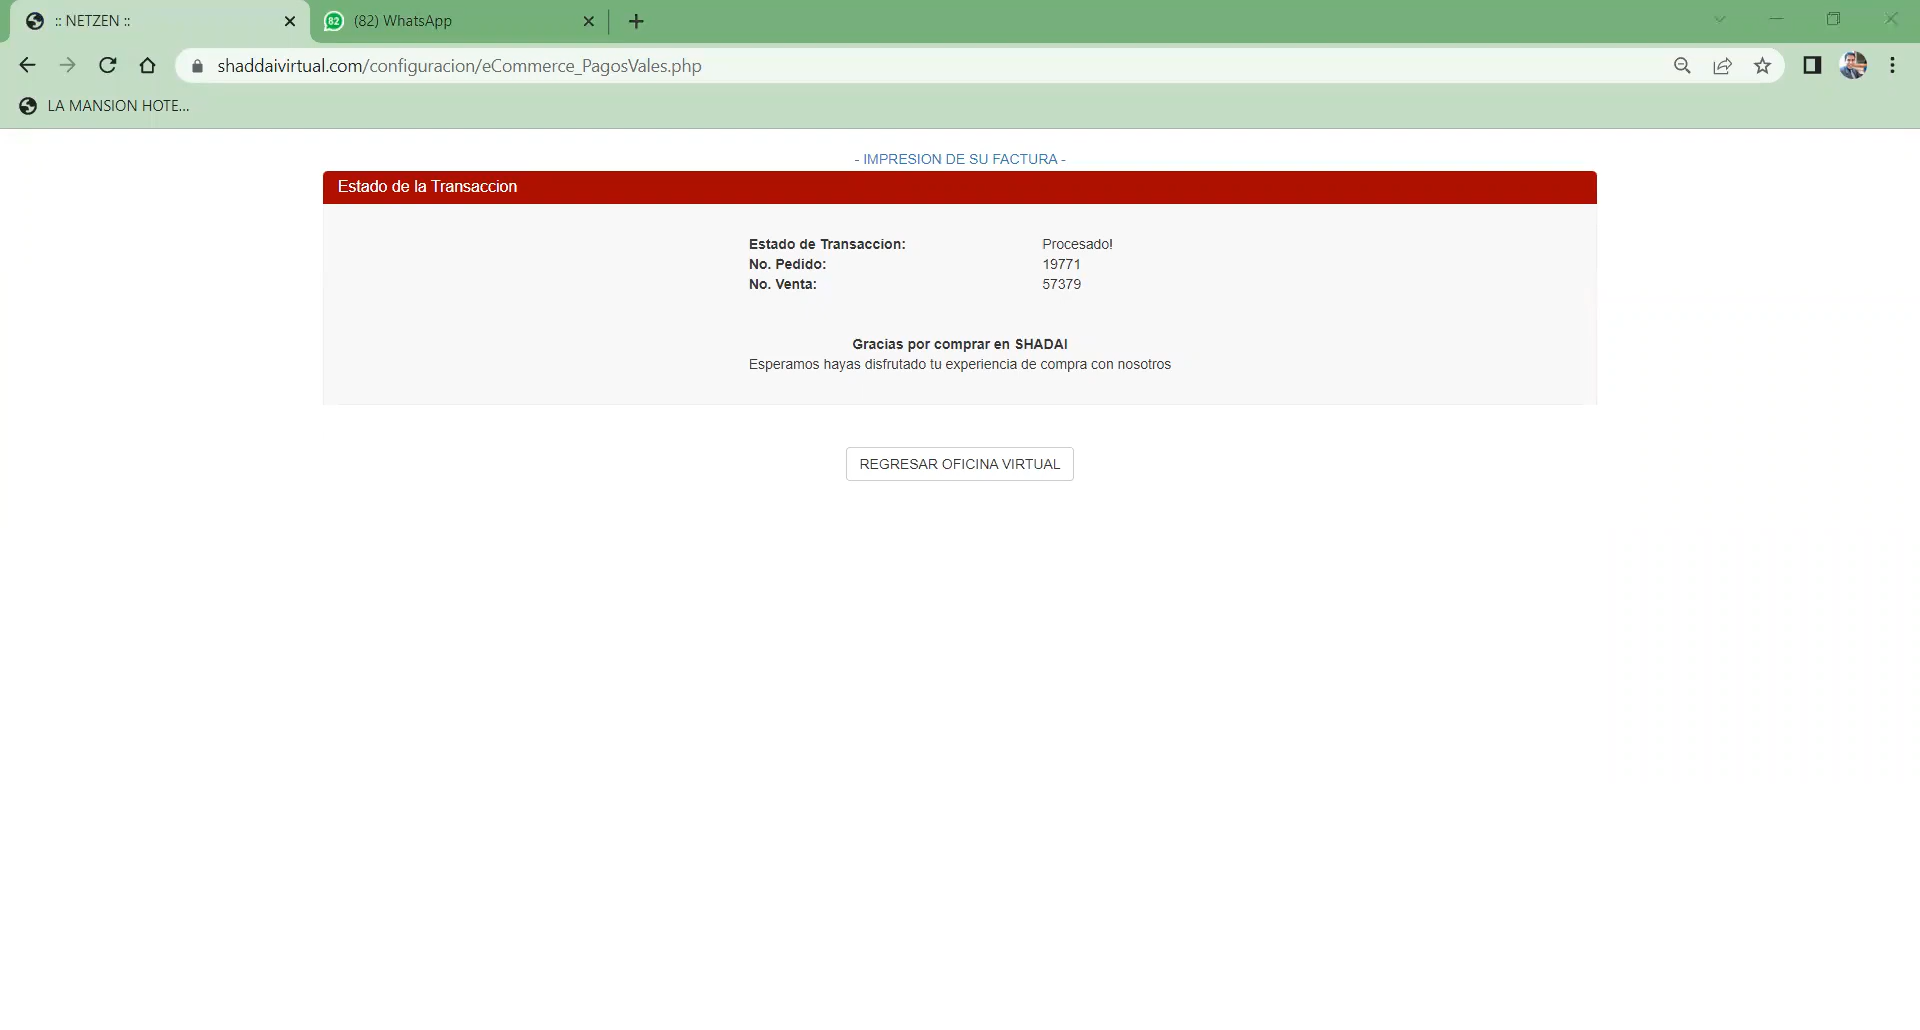 :: NETZEN ::
82
(82) WhatsApp
shaddaivirtual.com/configuracion/eCommerce_PagosVales.php
LA MANSION HOTE...
- IMPRESION DE SU FACTURA -
Estado de la Transaccion
Estado de Transaccion: Procesado!
No. Pedido: 19771
No. Venta: 57379
Gracias por comprar en SHADAI
Esperamos hayas disfrutado tu experiencia de compra con nosotros
REGRESAR OFICINA VIRTUAL